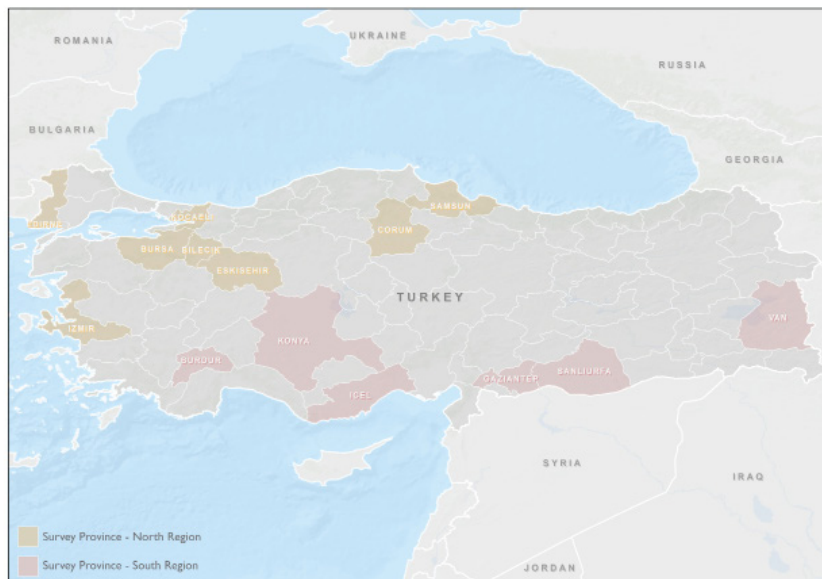 ROMANIA
UKRAINE
RUSSIA
BULGARIA
GEORGIA
EDIRNE
KOCAELI
SAMSUN
CORUM
BURSA
BILECIK
ESKISEHIR
TURKEY
IZMIR
KONYA
VAN
BURDUR
GAZIANTEP
SANLIURFA
ICEL
SYRIA
IRAQ
Survey Province - North Region
Survey Province - South Region
JORDAN